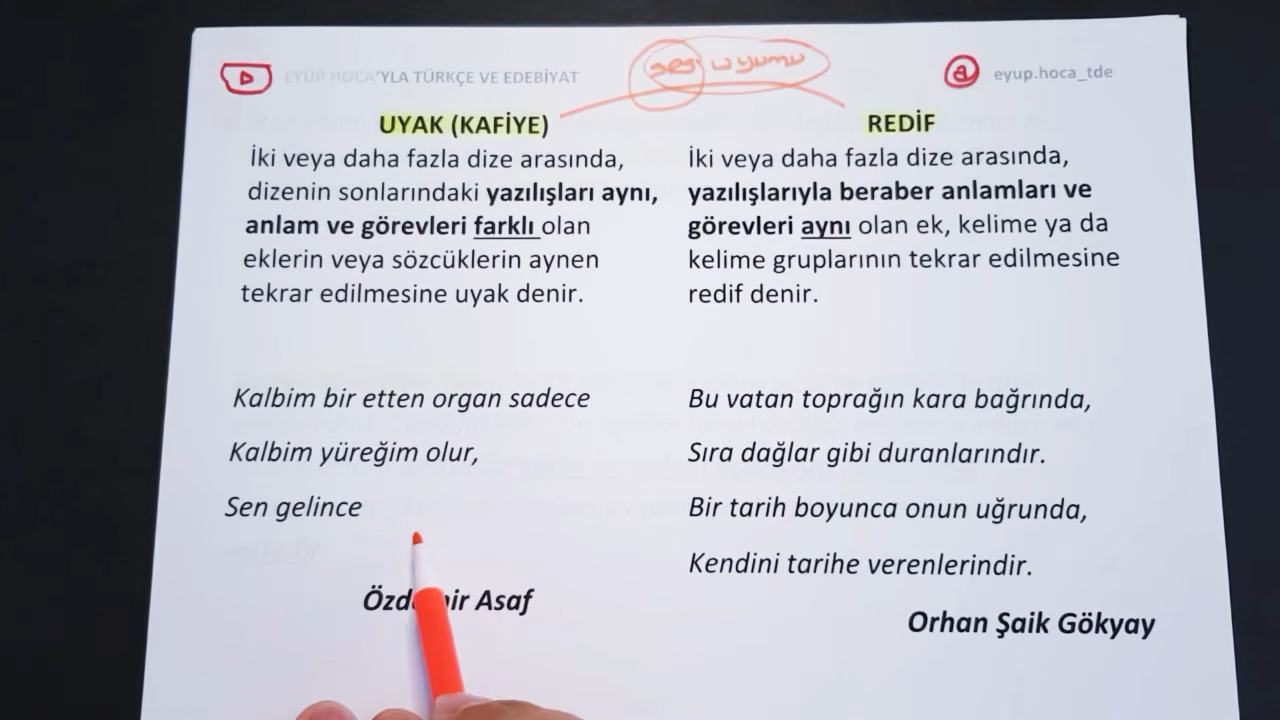 EYÜP HOCA'YLA TÜRKÇE VE EDEBİYAT
ses uyumu
eyup.hoca_tde
UYAK (KAFİYE)
İki veya daha fazla dize arasında,
dizenin sonlarındaki yazılışları aynı,
anlam ve görevleri farklı olan
eklerin veya sözcüklerin aynen
tekrar edilmesine uyak denir.
REDİF
İki veya daha fazla dize arasında,
yazılışlarıyla beraber anlamları ve
görevleri aynı olan ek, kelime ya da
kelime gruplarının tekrar edilmesine
redif denir.
Kalbim bir etten organ sadece
Kalbim yüreğim olur,
Sen gelince
Asaf
Bu vatan toprağın kara bağrında,
Sıra dağlar gibi duranlarındır.
Bir tarih boyunca onun uğrunda,
Kendini tarihe verenlerindir.
Orhan Şaik Gökyay